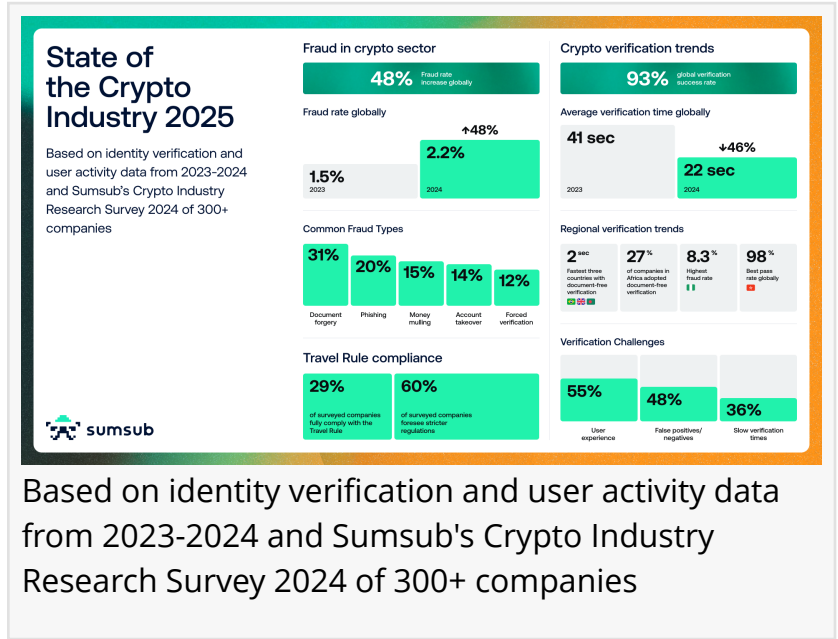 State of
the Crypto
Industry 2025
Based on identity verification and
user activity data from 2023-2024
and Sumsub's Crypto Industry
Research Survey 2024 of 300+
companies
sumsub
Fraud in crypto sector
48% Fraud rate
increase globally
Fraud rate globally
↑48%
1.5%
2023
2.2%
2024
Common Fraud Types
31%
20%
15%
14%
12%
Document
forgery
Phishing
Money
mulling
Account
takeover
Forced
verification
Travel Rule compliance
29%
of surveyed companies
fully comply with the
Travel Rule
60%
of surveyed companies
foresee stricter
regulations
Crypto verification trends
93% global verification
success rate
Average verification time globally
41 sec
2023
↓46%
22 sec
2024
Regional verification trends
2 sec
Fastest three
countries with
document-free
verification
27 %
of companies in
Africa adopted
document-free
verification
8.3 %
Highest
fraud rate
98 %
Best pass
rate globally
Verification Challenges
55%
48%
36%
User
experience
False positives/
negatives
Slow verification
times
Based on identity verification and user activity data
from 2023-2024 and Sumsub's Crypto Industry
Research Survey 2024 of 300+ companies